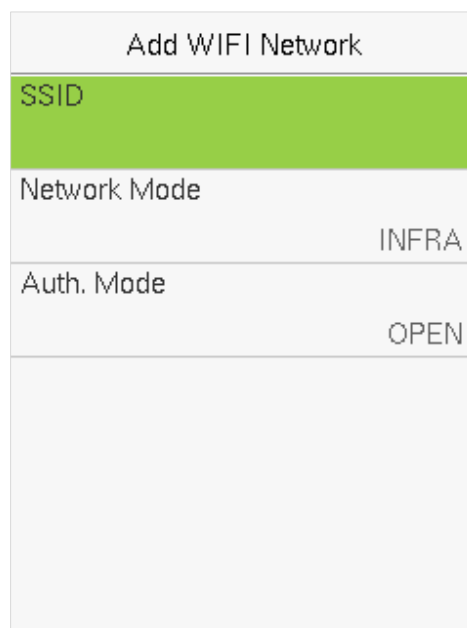 Add WIFI Network
SSID
Network Mode
INFRA
Auth. Mode
OPEN